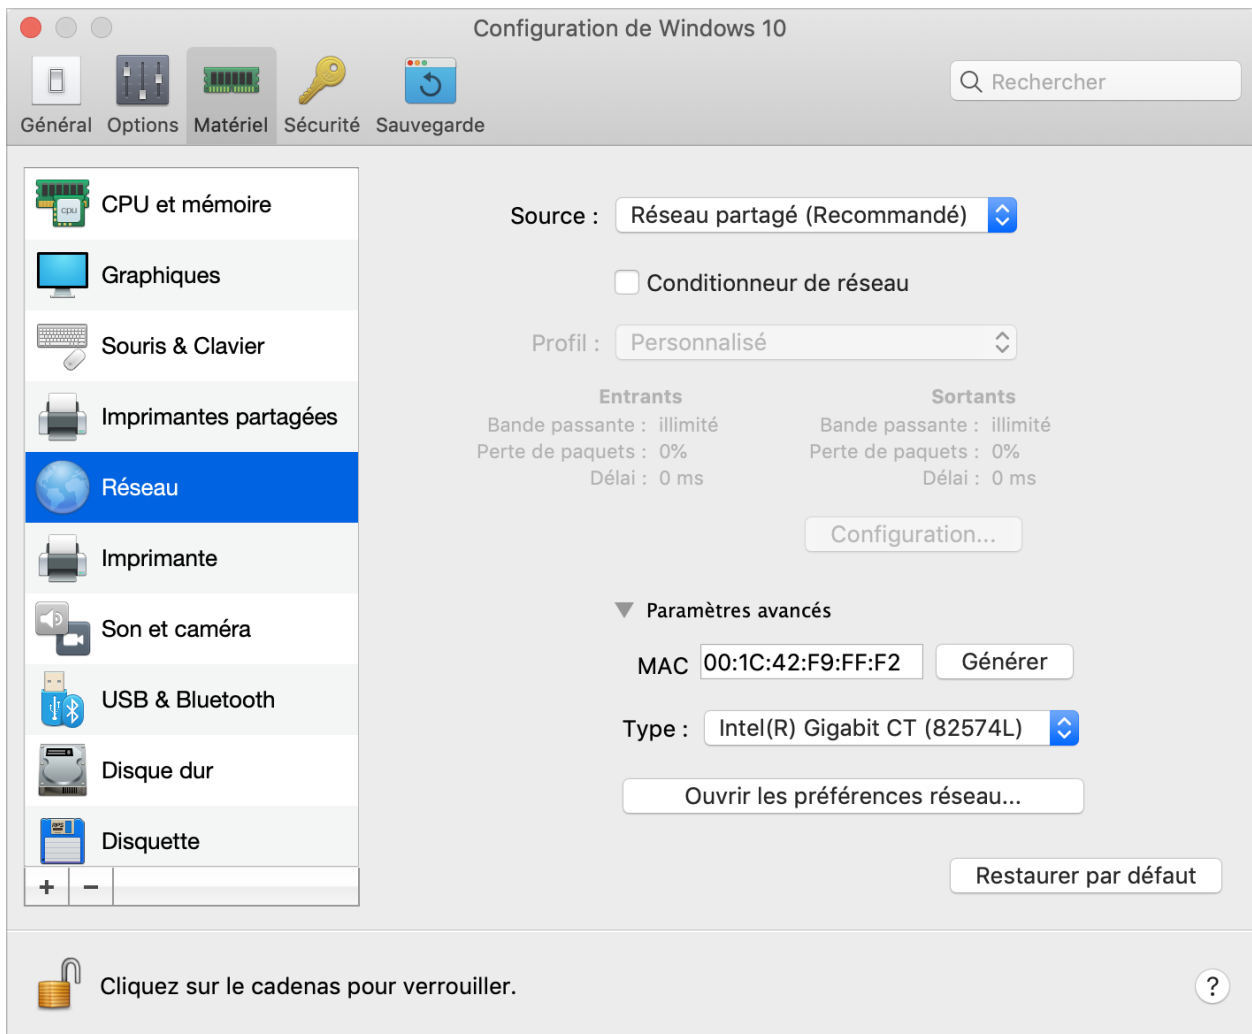 Configuration de Windows 10
Général Options Matériel Sécurité Sauvegarde
Rechercher
CPU et mémoire
Graphiques
Souris & Clavier
Imprimantes partagées
Réseau
Imprimante
Son et caméra
USB & Bluetooth
Disque dur
Disquette
+ −
Source : Réseau partagé (Recommandé)
Conditionneur de réseau
Profil : Personnalisé
Entrants Sortants
Bande passante : illimité Bande passante : illimité
Perte de paquets : 0% Perte de paquets : 0%
Délai : 0 ms Délai : 0 ms
Configuration...
Paramètres avancés
MAC 00:1C:42:F9:FF:F2 Générer
Type : Intel(R) Gigabit CT (82574L)
Ouvrir les préférences réseau...
Restaurer par défaut
Cliquez sur le cadenas pour verrouiller.
?